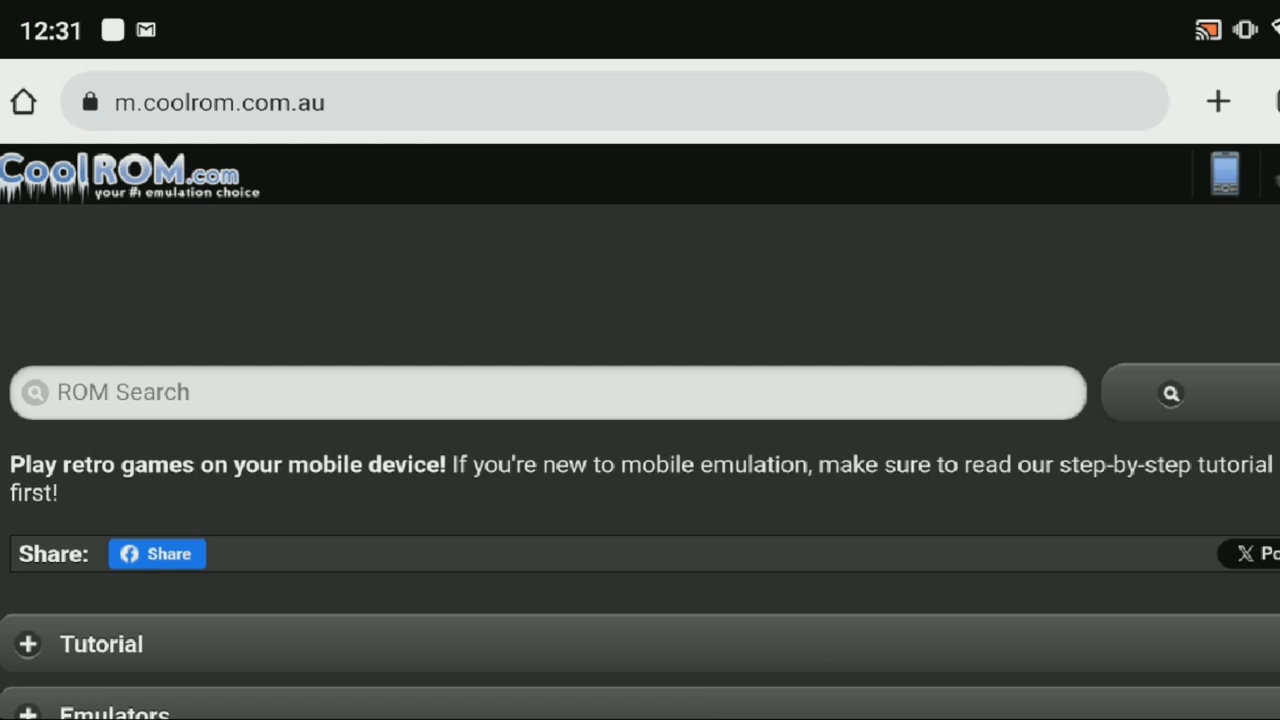 12:31
m.coolrom.com.au
CoolROM.com
your #1 emulation choice
ROM Search
Play retro games on your mobile device! If you're new to mobile emulation, make sure to read our step-by-step tutorial
first!
Share: Share
X Po
Tutorial
Emulators